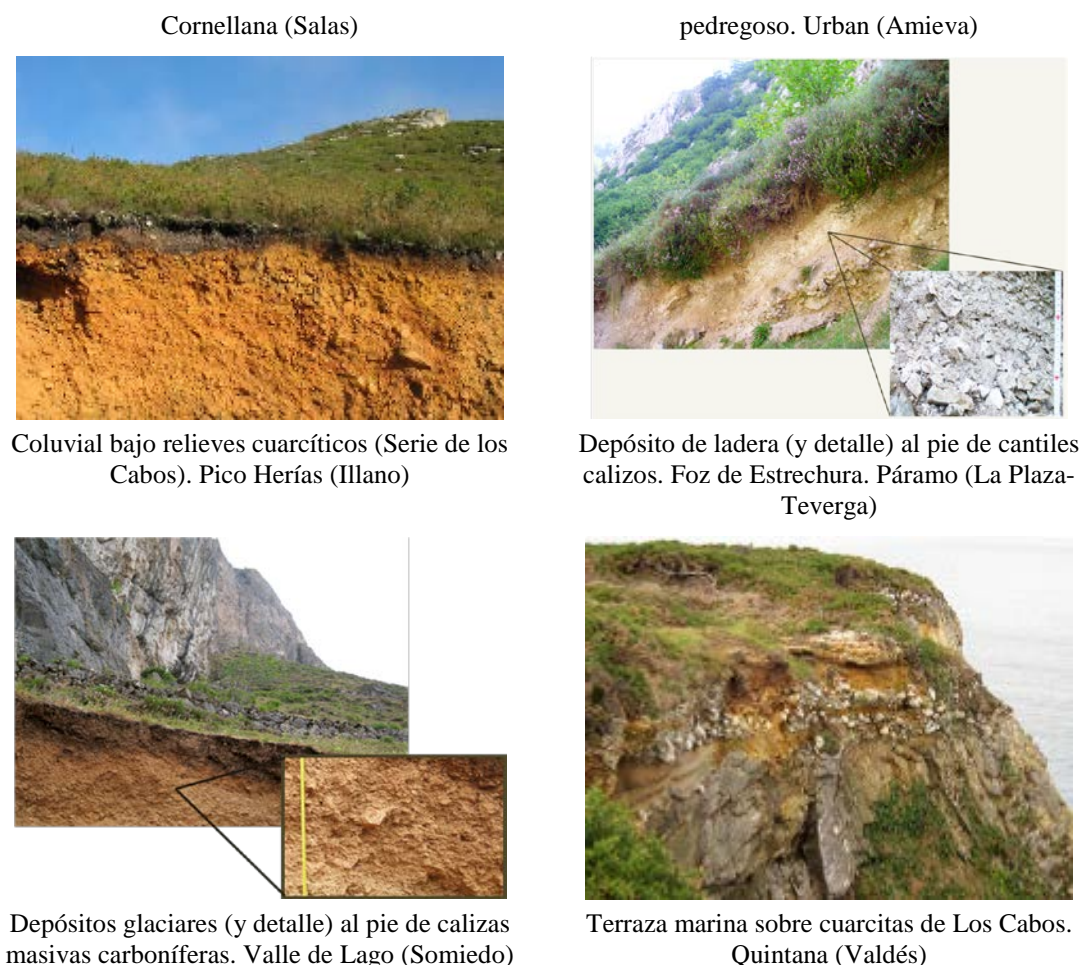 Cornellana (Salas)
pedregoso. Urban (Amieva)
Coluvial bajo relieves cuarcíticos (Serie de los
Cabos). Pico Herías (Illano)
Depósito de ladera (y detalle) al pie de cantiles
calizos. Foz de Estrechura. Páramo (La Plaza-
Teverga)
Depósitos glaciares (y detalle) al pie de calizas
masivas carboníferas. Valle de Lago (Somiedo)
Terraza marina sobre cuarcitas de Los Cabos.
Quintana (Valdés)